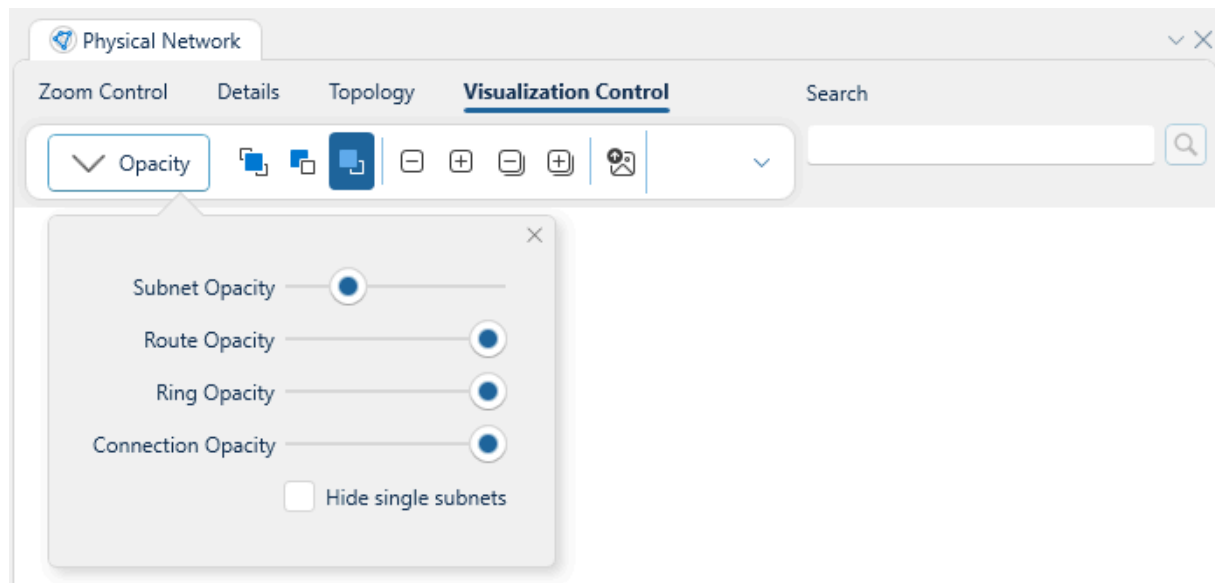 Physical Network
Zoom Control Details Topology Visualization Control Search
Opacity
Subnet Opacity
Route Opacity
Ring Opacity
Connection Opacity
Hide single subnets